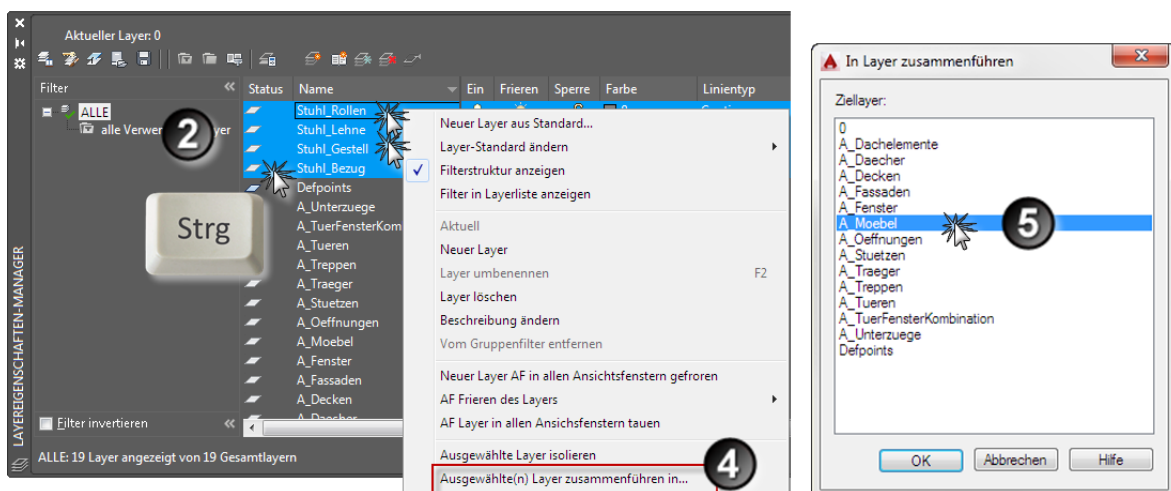 Aktueller Layer: 0
Filter
Status Name Ein Frieren Sperre Farbe Linientyp
ALLE
alle Verwer
yer
2
Strg
Stuhl_Rollen
Stuhl_Lehne
Stuhl_Gestell
Stuhl_Bezug
Defpoints
A_Unterzuege
A_TuerFensterKom
A_Tueren
A_Treppen
A_Traeger
A_Stuetzen
A_Oeffnungen
A_Moebel
A_Fenster
A_Fassaden
A_Decken
Filter invertieren
ALLE: 19 Layer angezeigt von 19 Gesamtlayern
LAYEREIGENSCHAFTEN-MANAGER
Neuer Layer aus Standard...
Layer-Standard ändern
Filterstruktur anzeigen
Filter in Layerliste anzeigen
Aktuell
Neuer Layer
Layer umbenennen F2
Layer löschen
Beschreibung ändern
Vom Gruppenfilter entfernen
Neuer Layer AF in allen Ansichtsfenstern gefroren
AF Frieren des Layers
AF Layer in allen Ansichsfenstern tauen
Ausgewählte Layer isolieren
Ausgewählte(n) Layer zusammenführen in...
4
In Layer zusammenführen
Ziellayer:
0
A_Dachelemente
A_Daecher
A_Decken
A_Fassaden
A_Fenster
A_Moebel
A_Oeffnungen
A_Stuetzen
A_Traeger
A_Treppen
A_Tueren
A_TuerFensterKombination
A_Unterzuege
Defpoints
5
OK Abbrechen Hilfe